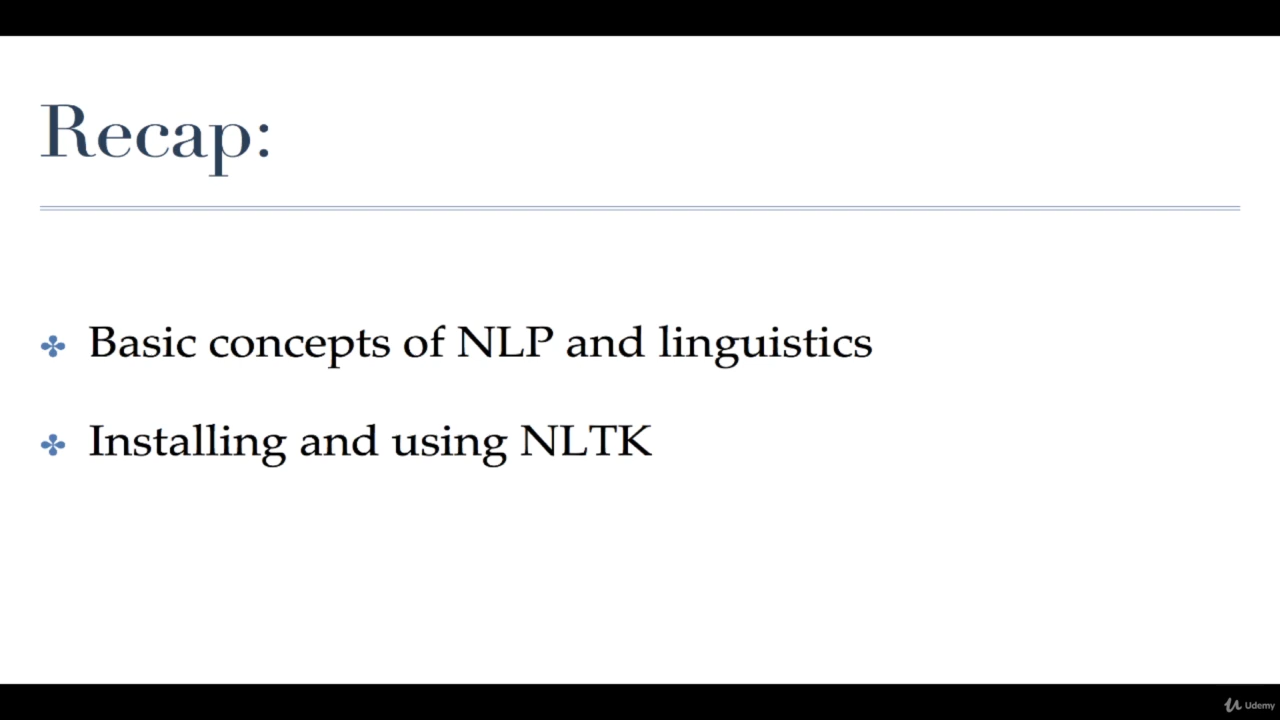 Recap:
Basic concepts of NLP and linguistics
Installing and using NLTK
Udemy